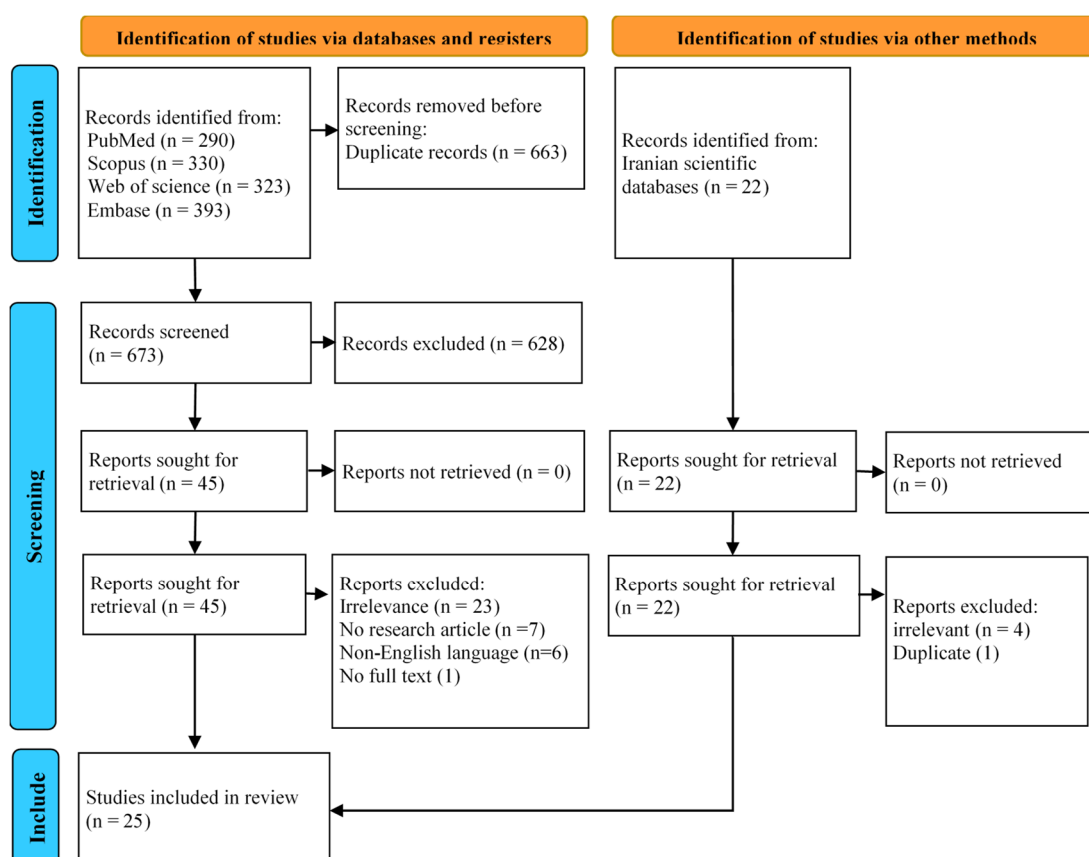 Identification of studies via databases and registers
Identification of studies via other methods
Identification
Records identified from:
PubMed (n = 290)
Scopus (n = 330)
Web of science (n = 323)
Embase (n = 393)
Records removed before
screening:
Duplicate records (n = 663)
Records identified from:
Iranian scientific
databases (n = 22)
Screening
Records screened
(n = 673)
Records excluded (n = 628)
Reports sought for
retrieval (n = 45)
Reports not retrieved (n = 0)
Reports sought for retrieval
(n = 22)
Reports not retrieved
(n = 0)
Reports sought for
retrieval (n = 45)
Reports excluded:
Irrelevance (n = 23)
No research article (n =7)
Non-English language (n=6)
No full text (1)
Reports sought for retrieval
(n = 22)
Reports excluded:
irrelevant (n = 4)
Duplicate (1)
Include
Studies included in review
(n = 25)